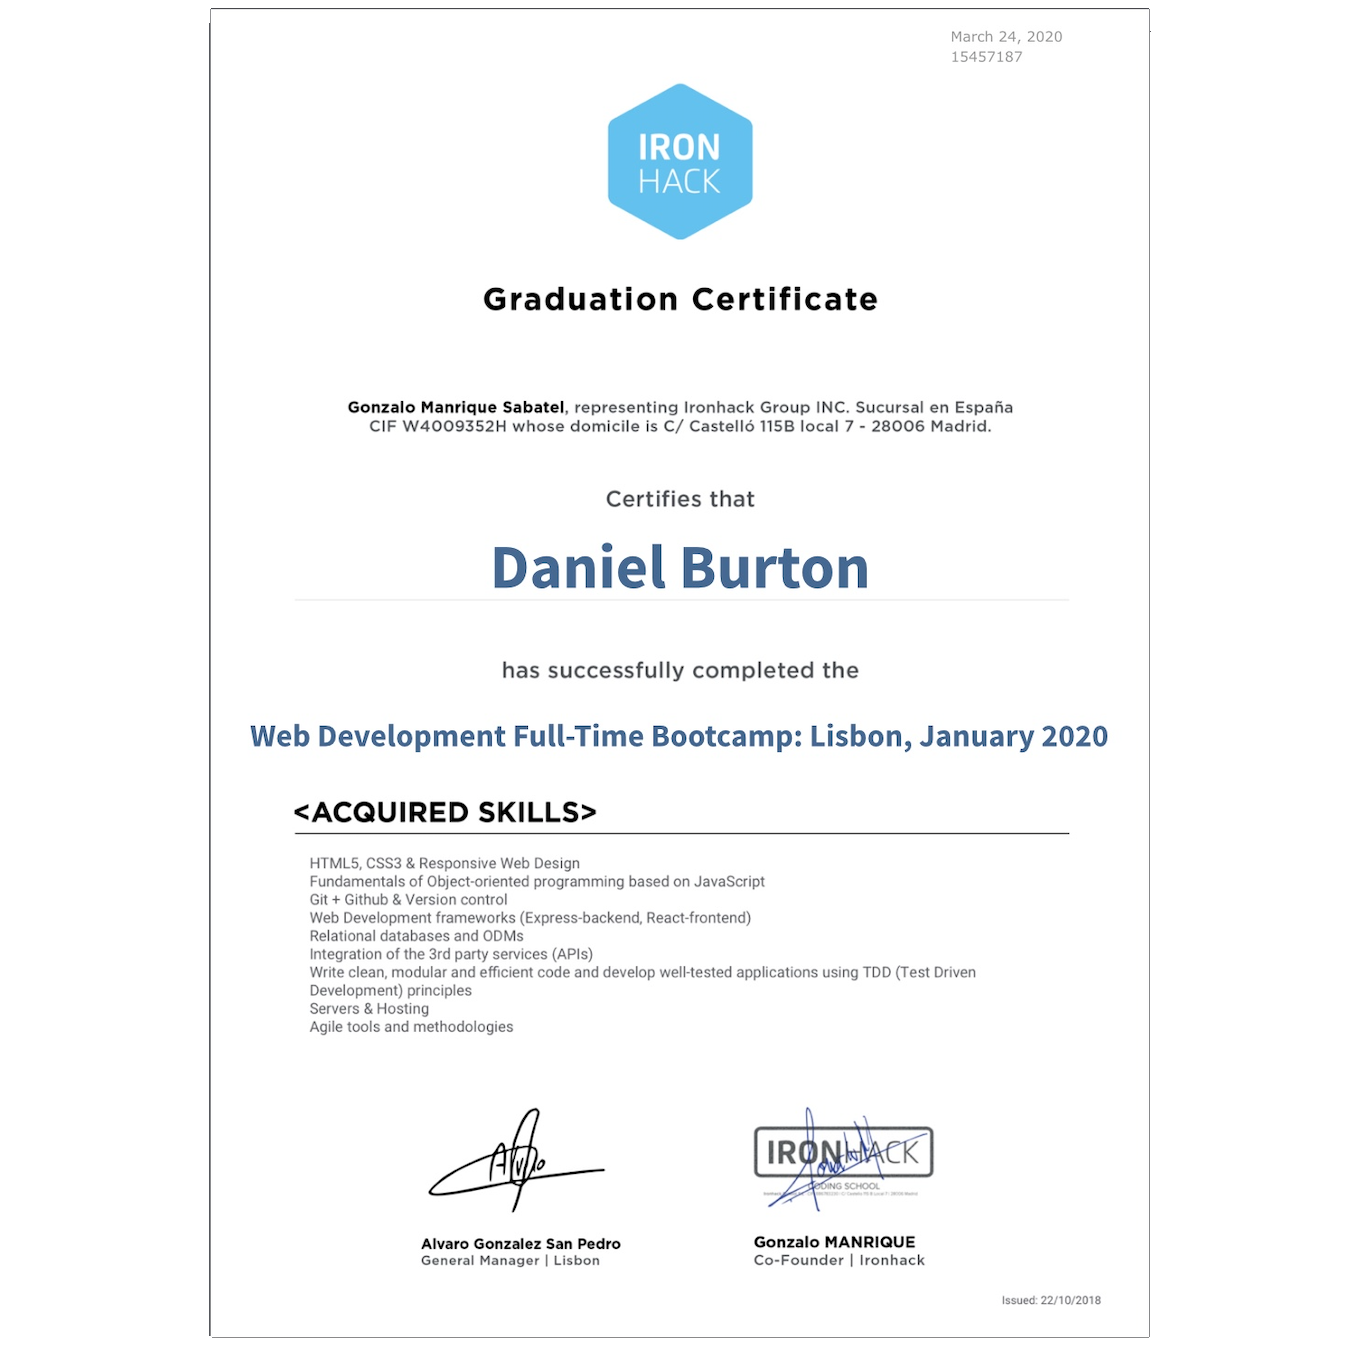 March 24, 2020
15457187
IRON
HACK
Graduation Certificate
Gonzalo Manrique Sabatel, representing Ironhack Group INC. Sucursal en España
CIF W4009352H whose domicile is C/ Castelló 115B local 7 - 28006 Madrid.
Certifies that
Daniel Burton
has successfully completed the
Web Development Full-Time Bootcamp: Lisbon, January 2020
<ACQUIRED SKILLS>
HTML5, CSS3 & Responsive Web Design
Fundamentals of Object-oriented programming based on JavaScript
Git + Github & Version control
Web Development frameworks (Express-backend, React-frontend)
Relational databases and ODMs
Integration of the 3rd party services (APIs)
Write clean, modular and efficient code and develop well-tested applications using TDD (Test Driven
Development) principles
Servers & Hosting
Agile tools and methodologies
Alvaro
IRONHACK
CODING SCHOOL
Alvaro Gonzalez San Pedro
General Manager | Lisbon
Gonzalo MANRIQUE
Co-Founder | Ironhack
Issued: 22/10/2018